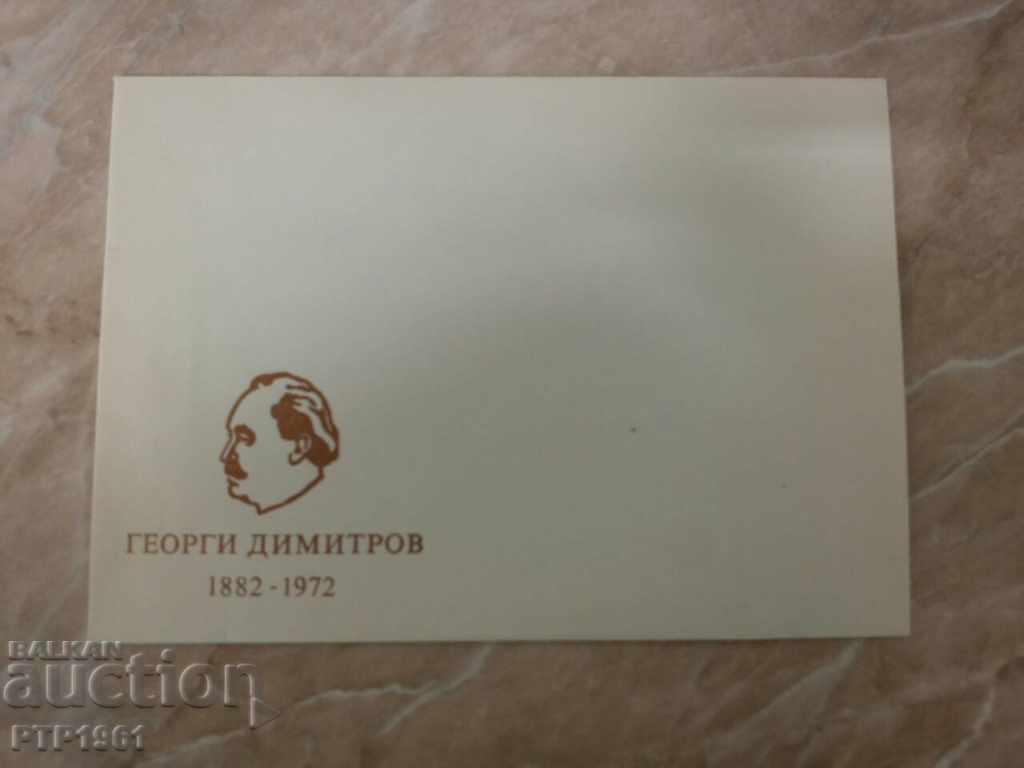 ГЕОРГИ ДИМИТРОВ
1882 - 1972
BALKAN
auction
PTP1961